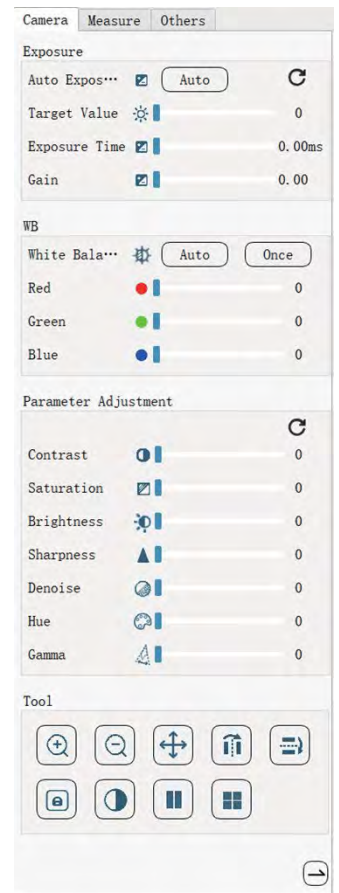 Camera Measure Others
Exposure
Auto Expos… Auto
Target Value 0
Exposure Time 0.00ms
Gain 0.00
WB
White Bala… Auto Once
Red 0
Green 0
Blue 0
Parameter Adjustment
Contrast 0
Saturation 0
Brightness 0
Sharpness 0
Denoise 0
Hue 0
Gamma 0
Tool